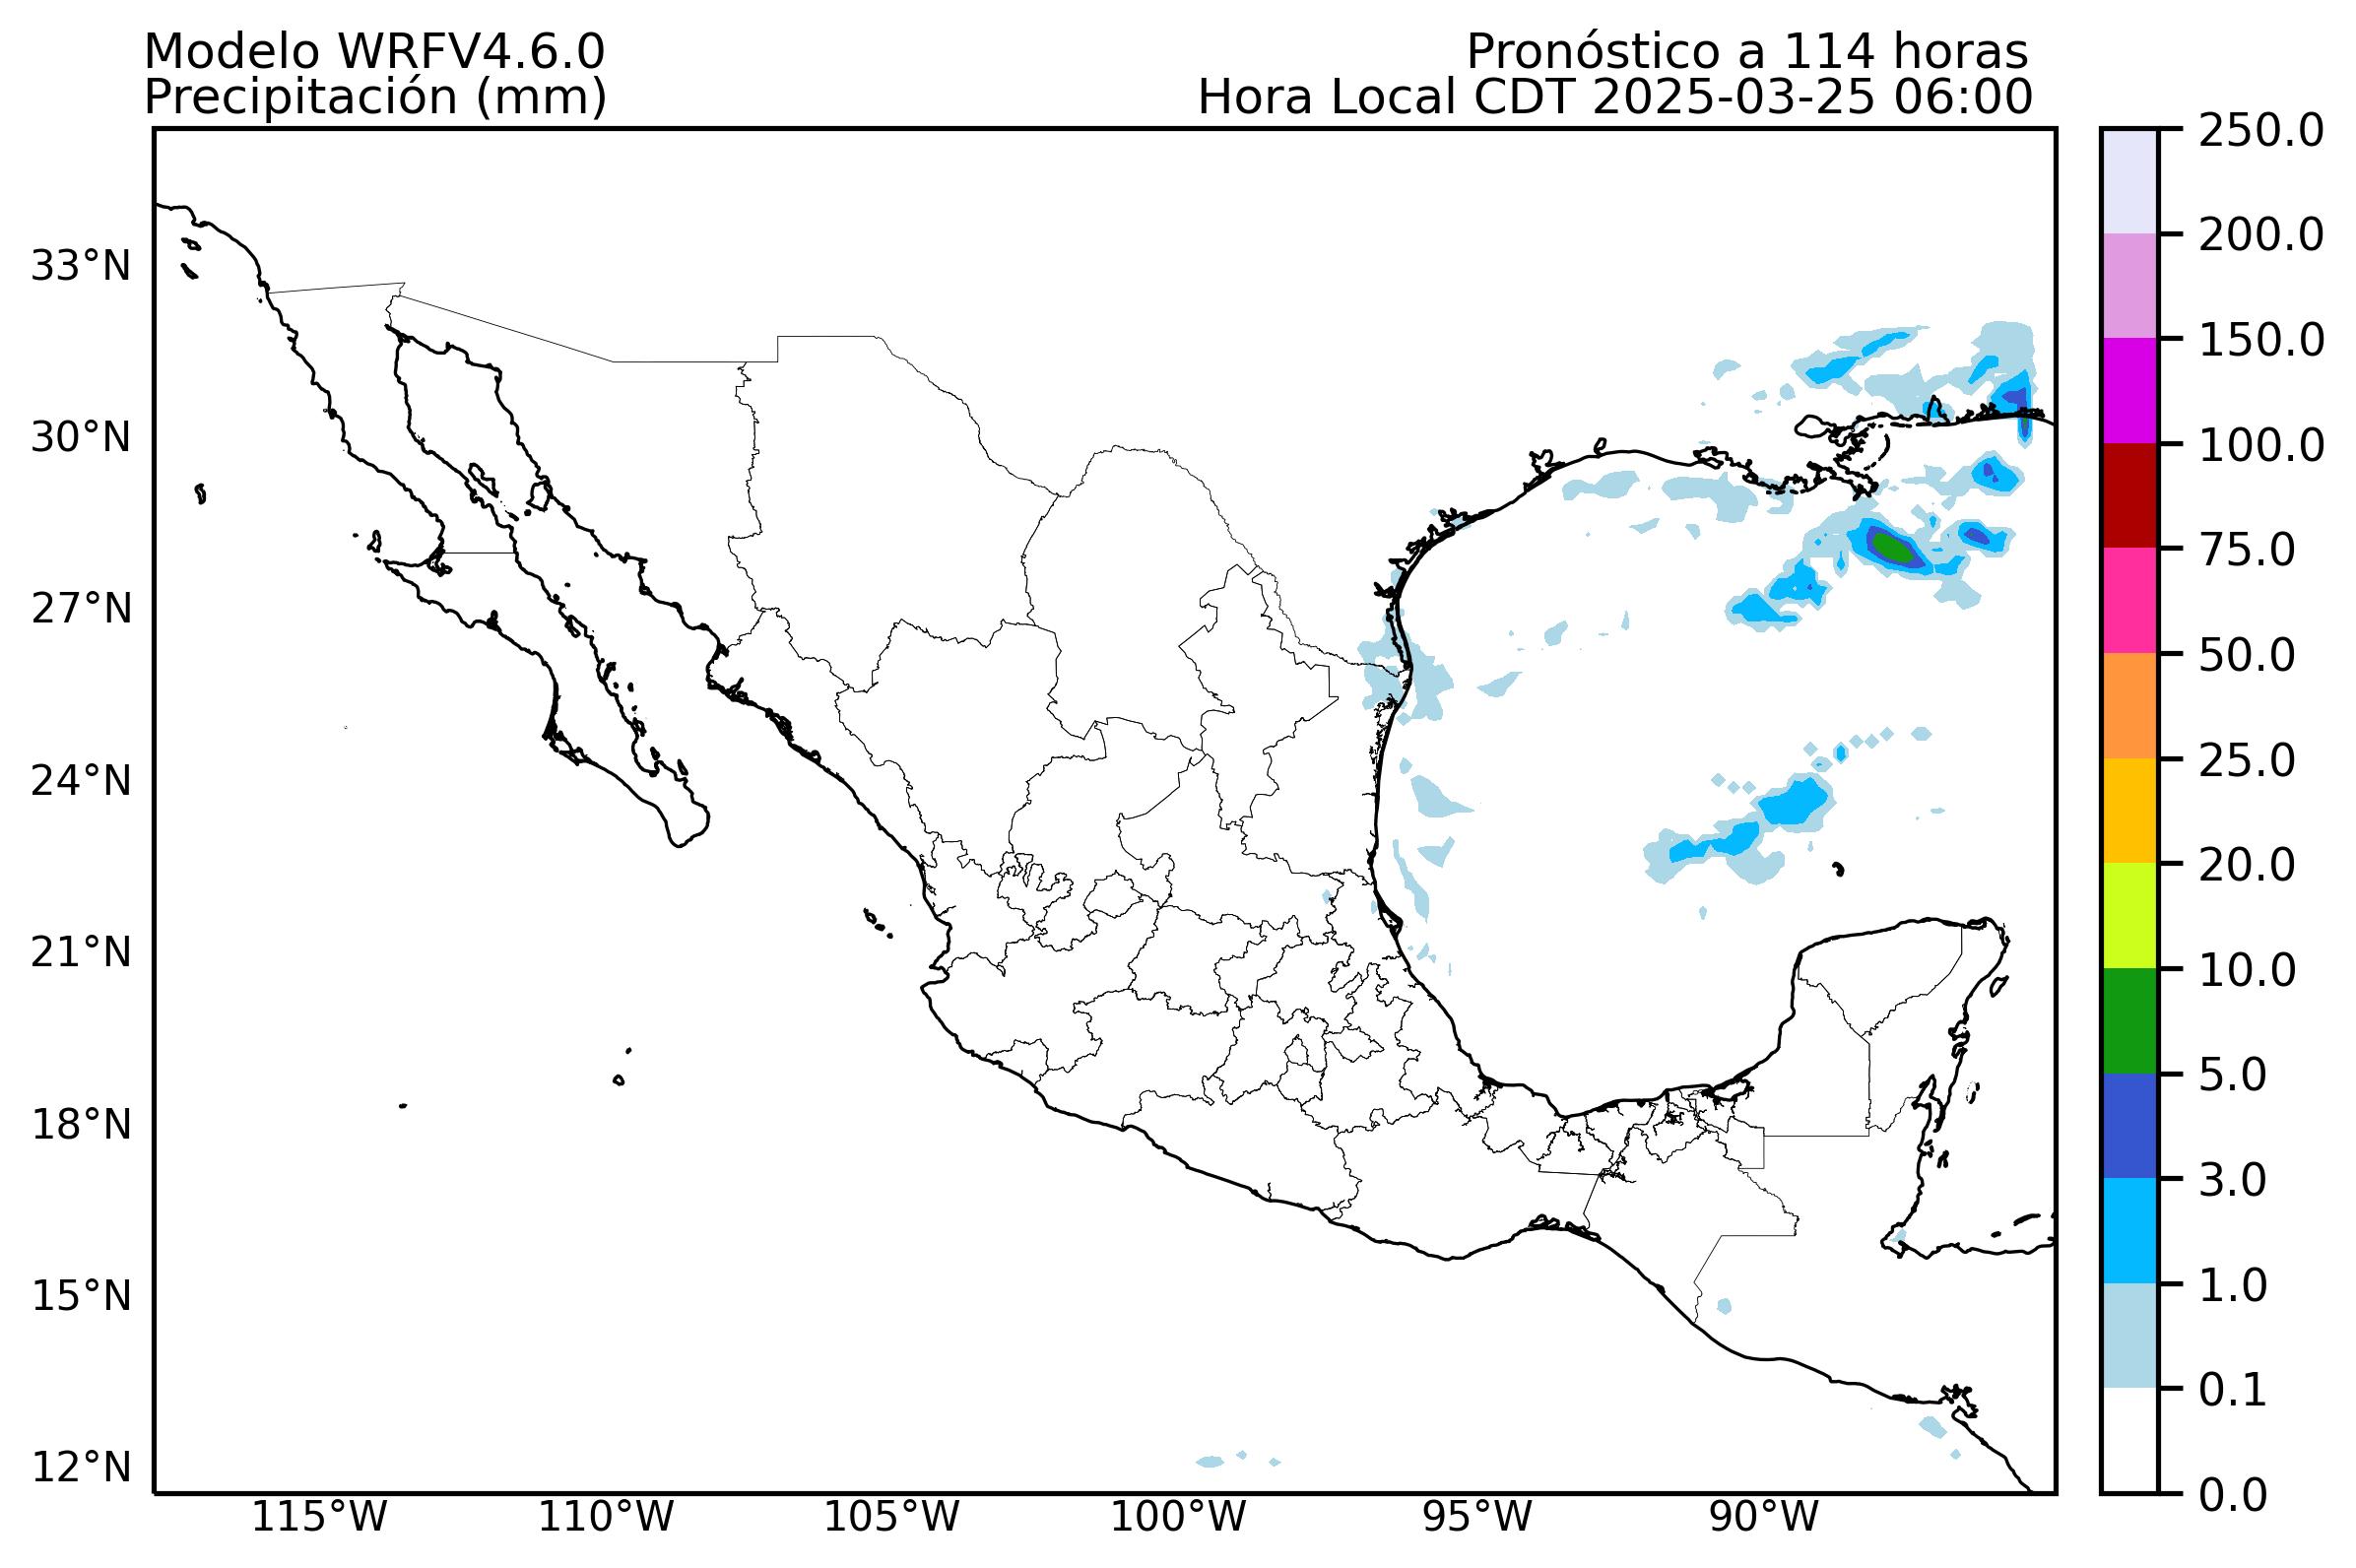 Modelo WRFV4.6.0
Precipitación (mm)
Pronóstico a 114 horas
Hora Local CDT 2025-03-25 06:00
33°N
30°N
27°N
24°N
21°N
18°N
15°N
12°N
115°W
110°W
105°W
100°W
95°W
90°W
250.0
200.0
150.0
100.0
75.0
50.0
25.0
20.0
10.0
5.0
3.0
1.0
0.1
0.0